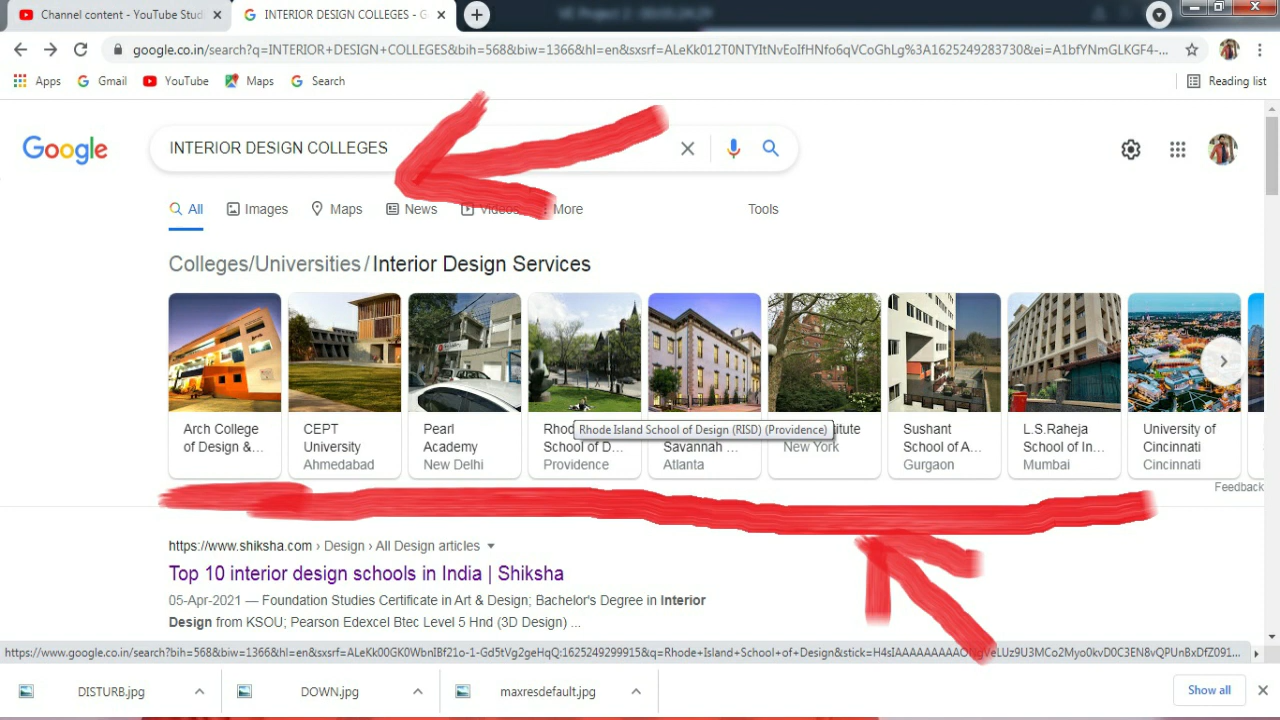 Channel content - YouTube Stud
INTERIOR DESIGN COLLEGES - G
google.co.in/search?q=INTERIOR+DESIGN+COLLEGES&bih=568&biw=1366&hl=en&sxsrf=ALeKk012T0NTYItNvEoIfHNfo6qVCoGhLg%3A1625249283730&ei=A1bfYNmGLKGF4-...
Apps Gmail YouTube Maps Search Reading list
Google INTERIOR DESIGN COLLEGES
All Images Maps News Videos More Tools
Colleges/Universities / Interior Design Services
Arch College
of Design &...
CEPT
University
Ahmedabad
Pearl
Academy
New Delhi
School of D...
Providence
Rhode Island School of Design (RISD) (Providence)
Savannah ...
Atlanta
New York
Sushant
School of A...
Gurgaon
L.S.Raheja
School of In...
Mumbai
University of
Cincinnati
Cincinnati
Feedback
https://www.shiksha.com › Design › All Design articles
Top 10 interior design schools in India | Shiksha
05-Apr-2021 — Foundation Studies Certificate in Art & Design; Bachelor's Degree in Interior
Design from KSOU; Pearson Edexcel Btec Level 5 Hnd (3D Design) ...
DISTURB.jpg DOWN.jpg maxresdefault.jpg Show all